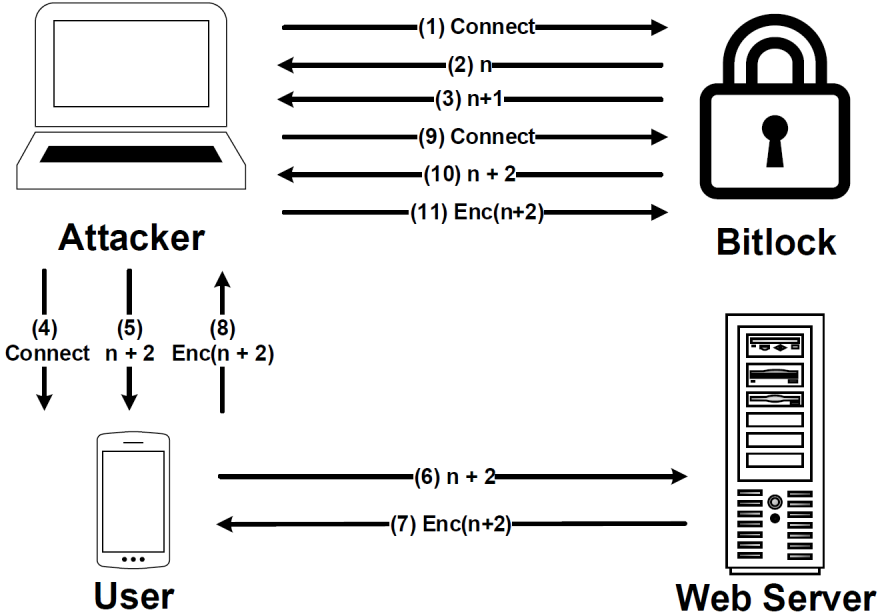 (1) Connect
(2) n
(3) n+1
(9) Connect
(10) n + 2
(11) Enc(n+2)
Attacker
Bitlock
(4)
Connect
(5)
n + 2
(8)
Enc(n + 2)
(6) n + 2
(7) Enc(n+2)
User
Web Server